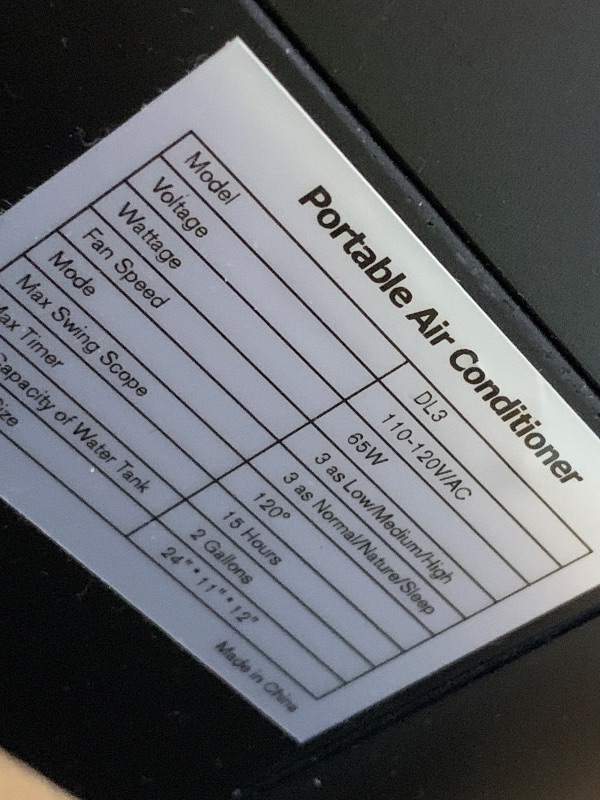 Portable Air Conditioner
Model DL3
Voltage 110-120V/AC
Wattage 65W
Fan Speed 3 as Low/Medium/High
Mode 3 as Normal/Nature/Sleep
Max Swing Scope 120°
Max Timer 15 Hours
Capacity of Water Tank 2 Gallons
Size 24"*11"*12"
Made in China